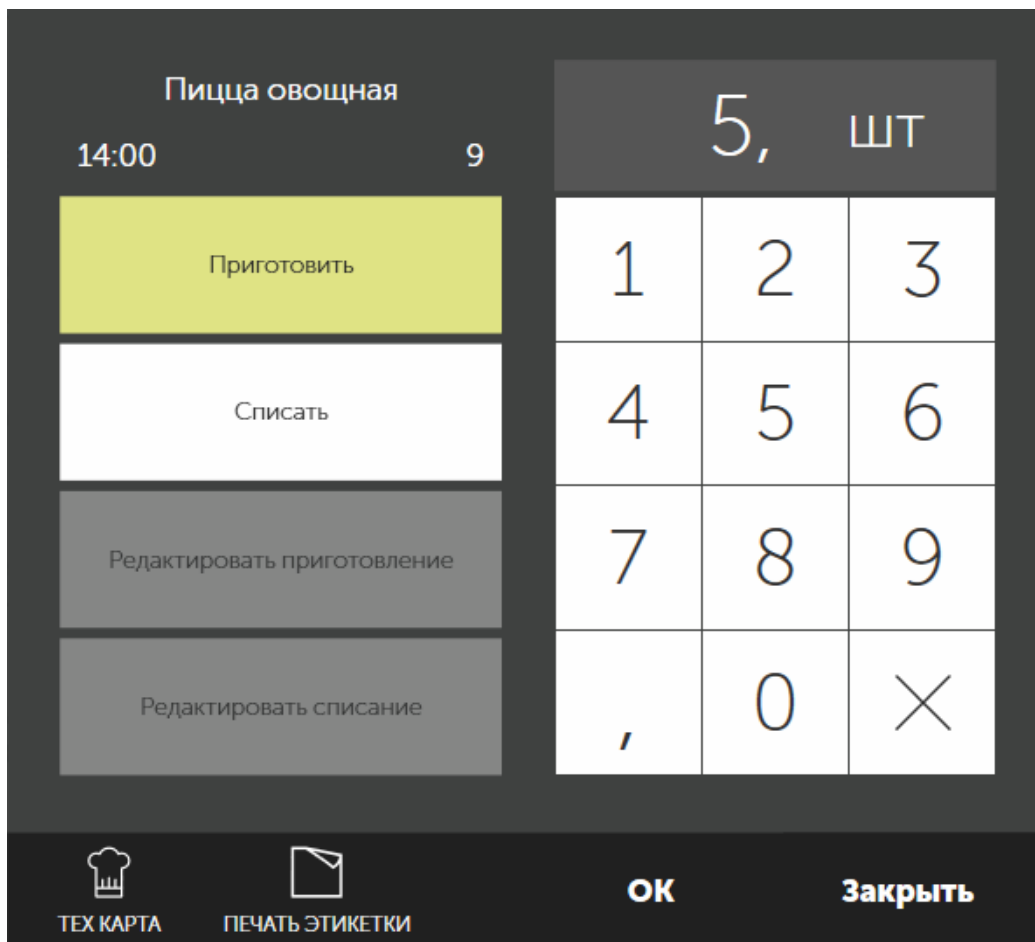 Пицца овощная
14:00 9
Приготовить
Списать
Редактировать приготовление
Редактировать списание
5, шт
1 2 3
4 5 6
7 8 9
, 0
ТЕХ КАРТА
ПЕЧАТЬ ЭТИКЕТКИ
ОК
Закрыть